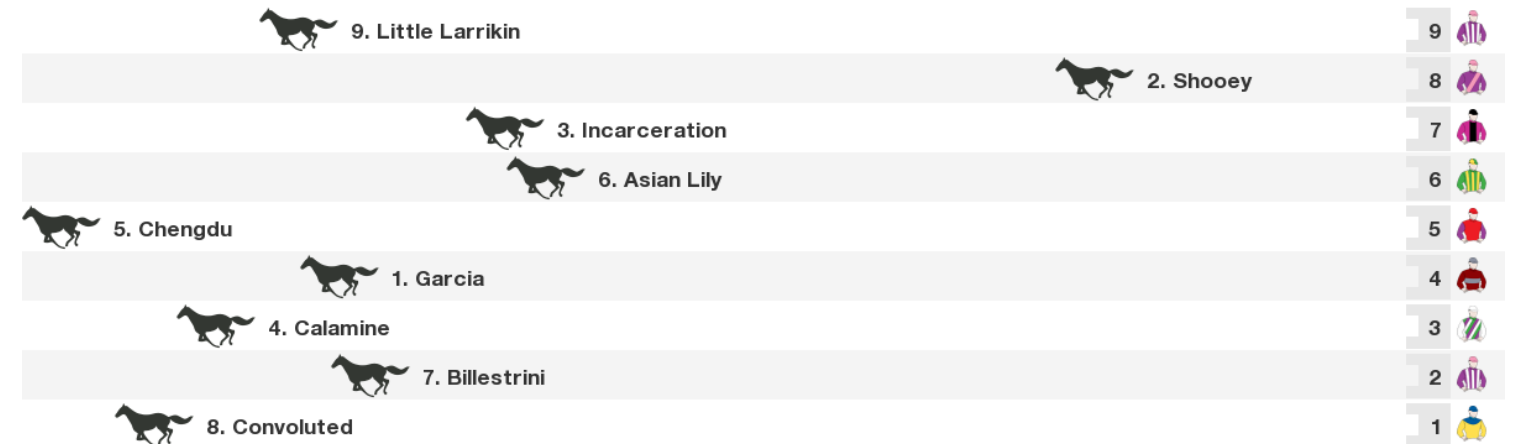 9. Little Larrikin 9
2. Shooey 8
3. Incarceration 7
6. Asian Lily 6
5. Chengdu 5
1. Garcia 4
4. Calamine 3
7. Billestrini 2
8. Convoluted 1